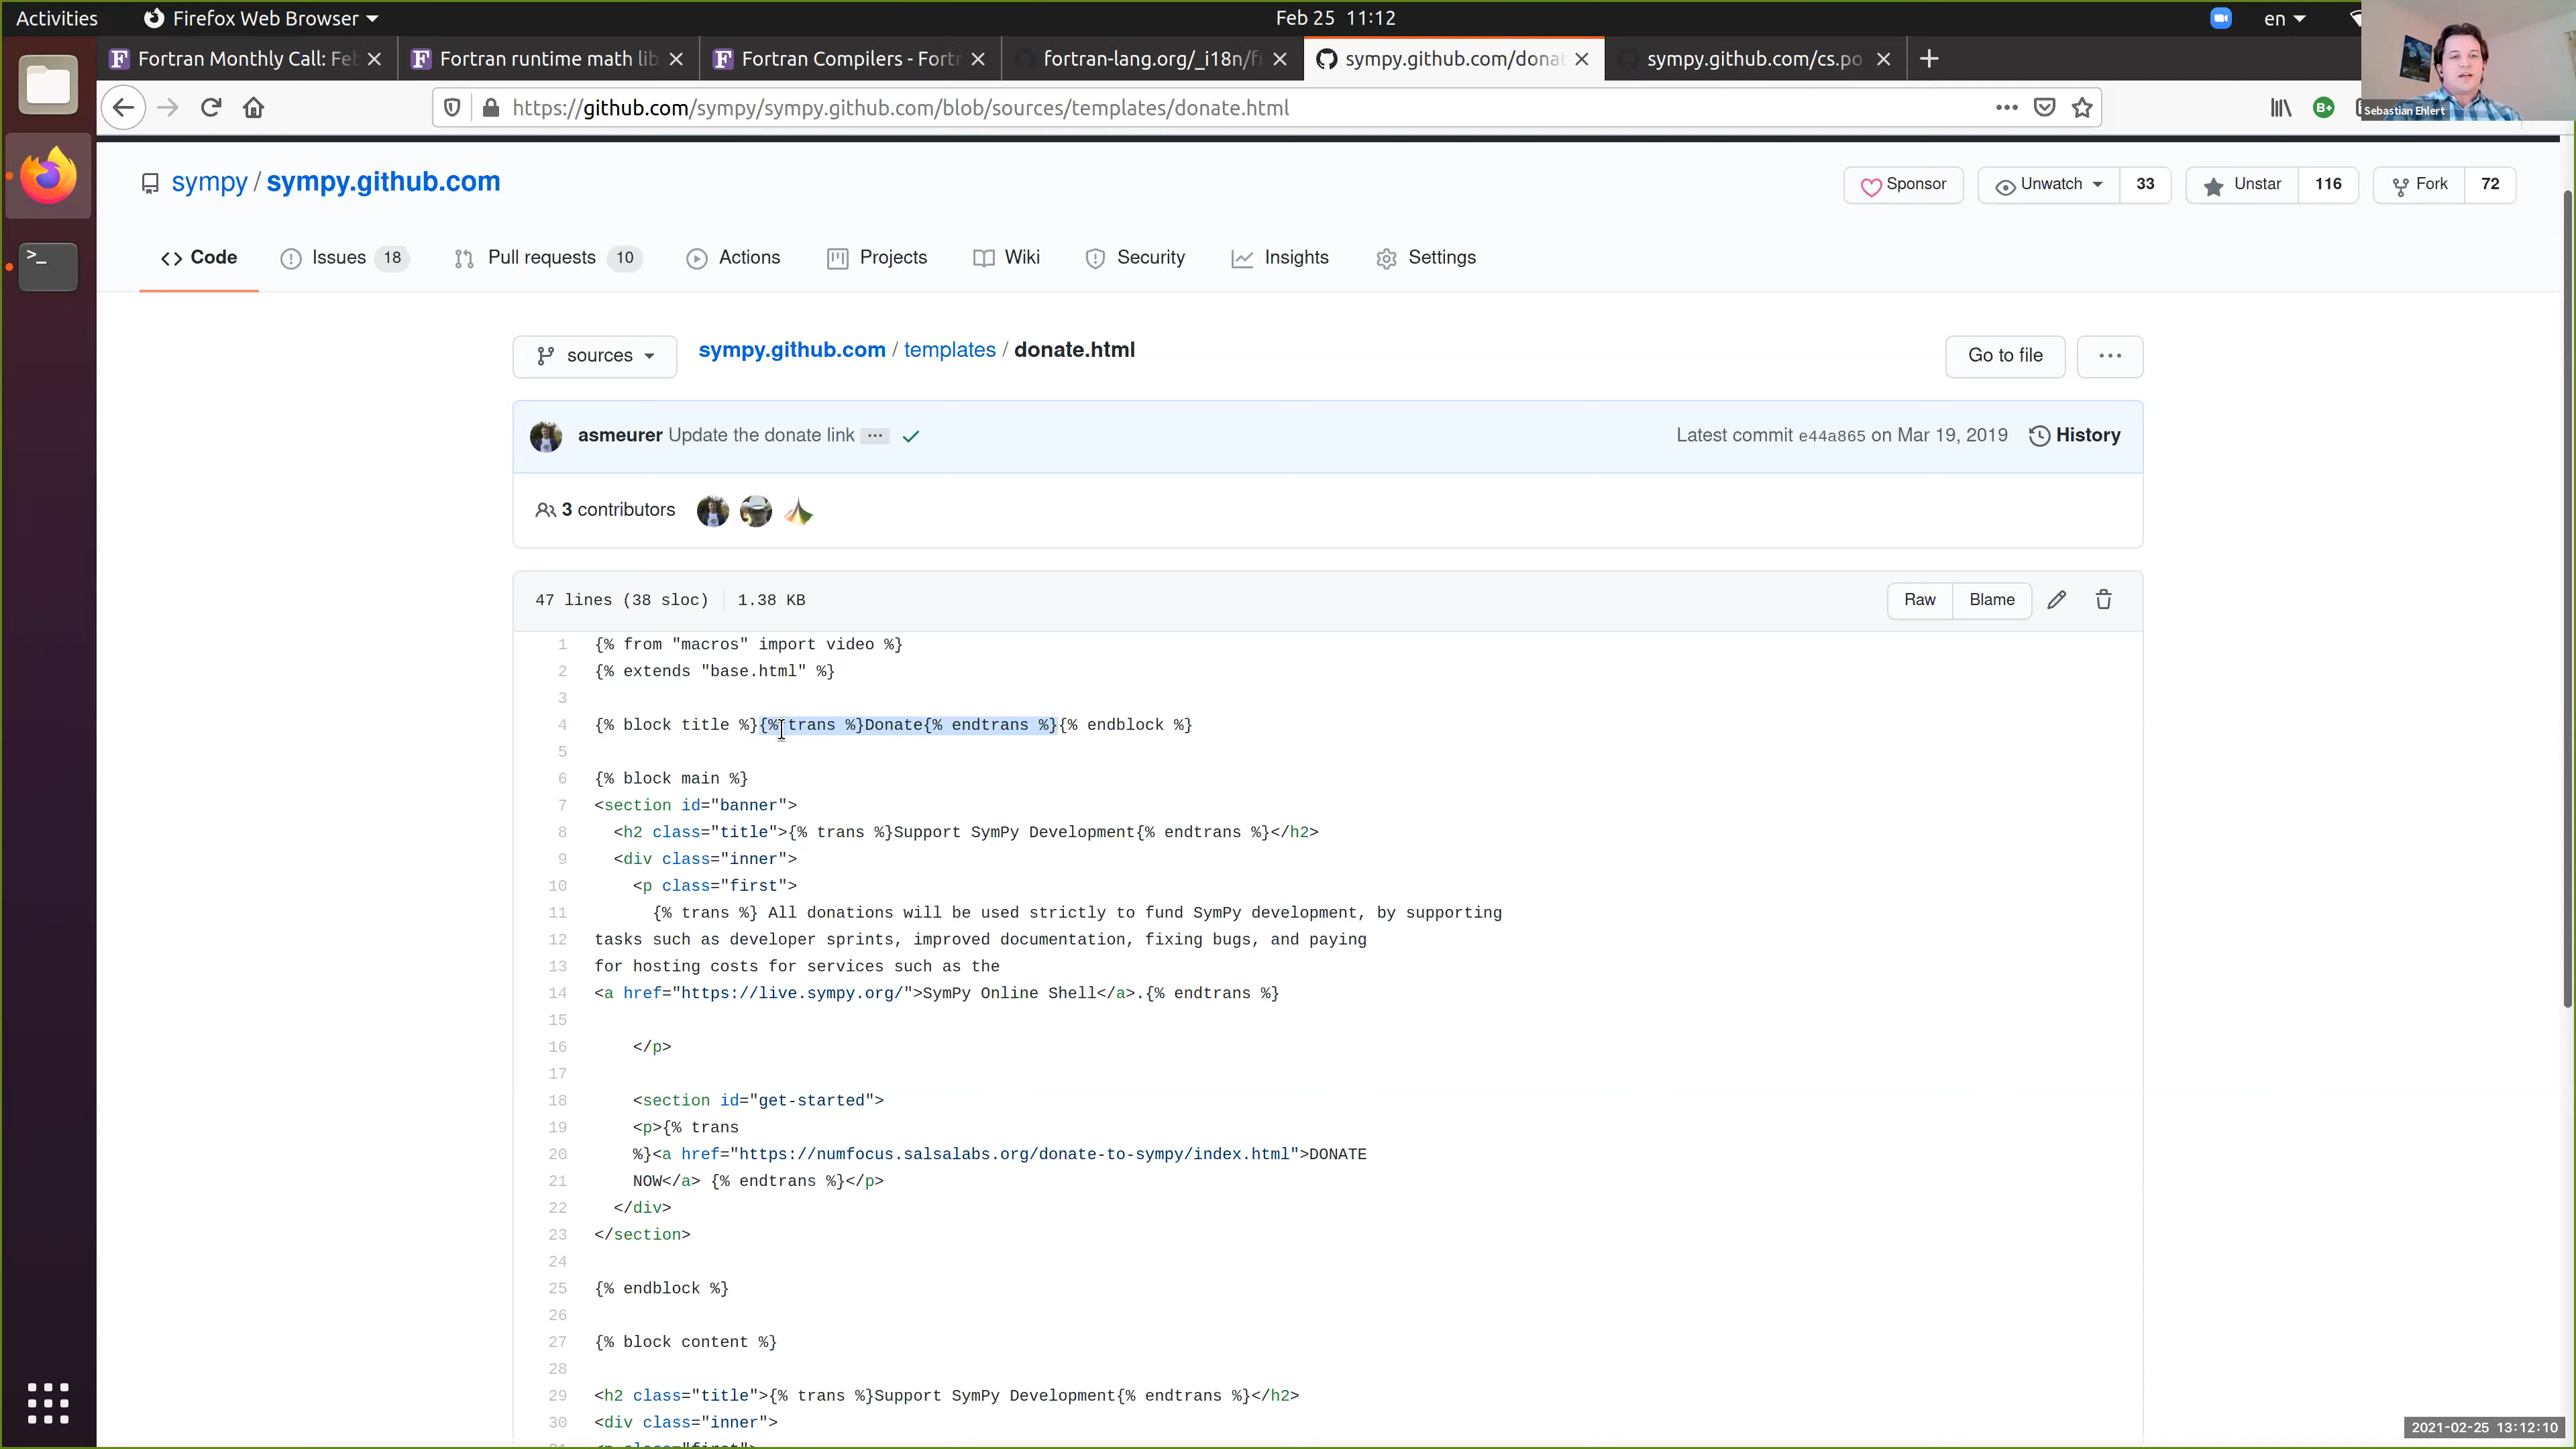 Activities
Firefox Web Browser
Feb 25 11:12
en
Fortran Monthly Call: Feb
Fortran runtime math lib
Fortran Compilers - Fortr
fortran-lang.org/_i18n/f
sympy.github.com/donat
sympy.github.com/cs.po
https://github.com/sympy/sympy.github.com/blob/sources/templates/donate.html
B+
Sebastian Ehlert
sympy / sympy.github.com
Sponsor
Unwatch 33
Unstar 116
Fork 72
Code
Issues 18
Pull requests 10
Actions
Projects
Wiki
Security
Insights
Settings
sources
sympy.github.com / templates / donate.html
Go to file
asmeurer Update the donate link
Latest commit e44a865 on Mar 19, 2019
History
3 contributors
47 lines (38 sloc) 1.38 KB
Raw
Blame
1 {% from "macros" import video %}
2 {% extends "base.html" %}
3
4 {% block title %}{% trans %}Donate{% endtrans %}{% endblock %}
5
6 {% block main %}
7 <section id="banner">
8 <h2 class="title">{% trans %}Support SymPy Development{% endtrans %}</h2>
9 <div class="inner">
10 <p class="first">
11 {% trans %} All donations will be used strictly to fund SymPy development, by supporting
12 tasks such as developer sprints, improved documentation, fixing bugs, and paying
13 for hosting costs for services such as the
14 <a href="https://live.sympy.org/">SymPy Online Shell</a>.{% endtrans %}
15
16 </p>
17
18 <section id="get-started">
19 <p>{% trans
20 %}<a href="https://numfocus.salsalabs.org/donate-to-sympy/index.html">DONATE
21 NOW</a> {% endtrans %}</p>
22 </div>
23 </section>
24
25 {% endblock %}
26
27 {% block content %}
28
29 <h2 class="title">{% trans %}Support SymPy Development{% endtrans %}</h2>
30 <div class="inner">
2021-02-25 13:12:10